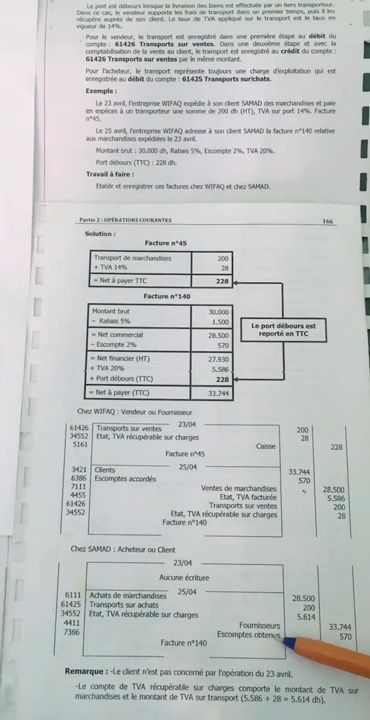 Le port est débours lorsque la livraison des biens est effectuée par un tiers transporteur.
Dans ce cas, le vendeur supporte les frais de transport dans un premier temps, puis il les
récupère auprès de son client. Le taux de TVA appliqué sur le transport est le taux en
vigueur de 14%.
Pour le vendeur, le transport est enregistré dans une première étape au débit du
compte : 61426 Transports sur ventes. Dans une deuxième étape et avec la
comptabilisation de la vente au client, le transport est enregistré au crédit du compte :
61426 Transports sur ventes par le même montant.
Pour l'acheteur, le transport représente toujours une charge d'exploitation qui est
enregistrée au débit du compte : 61425 Transports surichats.
Exemple :
Le 23 avril, l'entreprise WIFAQ expédie à son client SAMAD des marchandises et paie
en espèces à un transporteur une somme de 200 dh (HT), TVA sur port 14%. Facture
n°45.
Le 25 avril, l'entreprise WIFAQ adresse à son client SAMAD la facture n°140 relative
aux marchandises expédiées le 23 avril.
Montant brut : 30.000 dh, Rabais 5%, Escompte 2%, TVA 20%.
Port débours (TTC) : 228 dh.
Travail à faire :
Etablir et enregistrer ces factures chez WIFAQ et chez SAMAD.
Partie 2 : OPÉRATIONS COURANTES 166
Solution :
Facture n°45
Transport de marchandises 200
+ TVA 14% 28
= Net à payer TTC 228
Facture n°140
Montant brut 30.000
– Rabais 5% 1.500
= Net commercial 28.500
– Escompte 2% 570
= Net financier (HT) 27.930
+ TVA 20% 5.586
+ Port débours (TTC) 228
= Net à payer (TTC) 33.744
Le port débours est
reporté en TTC
Chez WIFAQ : Vendeur ou Fournisseur
23/04
61426 Transports sur ventes 200
34552 Etat, TVA récupérable sur charges 28
5161 Caisse 228
Facture n°45
25/04
3421 Clients 33.744
6386 Escomptes accordés 570
7111 Ventes de marchandises 28.500
4455 Etat, TVA facturée 5.586
61426 Transports sur ventes 200
34552 Etat, TVA récupérable sur charges 28
Facture n°140
Chez SAMAD : Acheteur ou Client
23/04
Aucune écriture
25/04
6111 Achats de marchandises 28.500
61425 Transports sur achats 200
34552 Etat, TVA récupérable sur charges 5.614
4411 Fournisseurs 33.744
7386 Escomptes obtenus 570
Facture n°140
Remarque : -Le client n'est pas concerné par l'opération du 23 avril.
-Le compte de TVA récupérable sur charges comporte le montant de TVA sur
marchandises et le montant de TVA sur transport (5.586 + 28 = 5.614 dh).